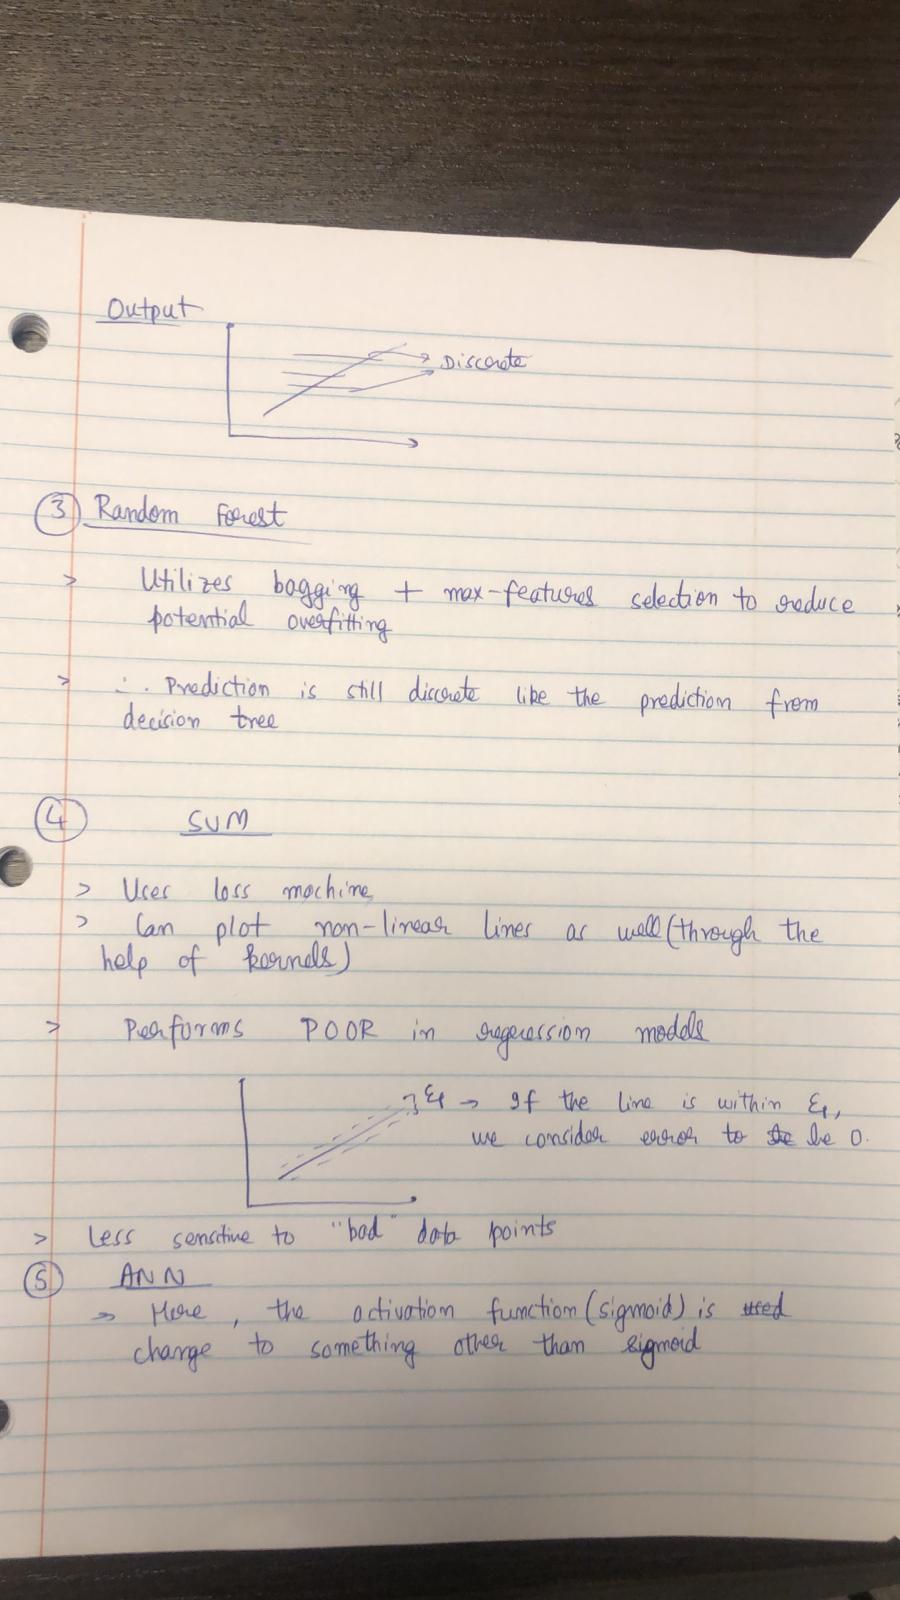 Output
Discrete
3 Random Forest
> Utilizes bagging + max-features selection to reduce
potential overfitting
> ∴ Prediction is still discrete like the prediction from
decision tree
4 SVM
> Uses loss machine
> Can plot non-linear lines as well (through the
help of kernels)
> Performs POOR in regression models
} ε₁ → If the line is within ε₁,
we consider error to be 0.
> Less sensitive to "bad" data points
5 ANN
→ Here, the activation function (sigmoid) is used
change to something other than sigmoid